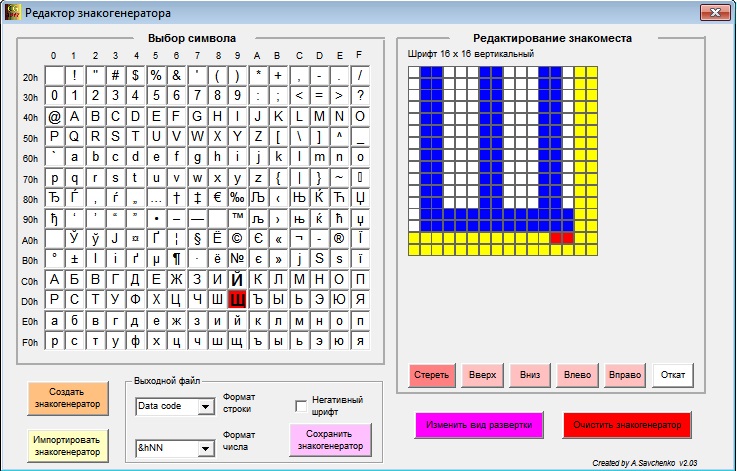 Редактор знакогенератора
Выбор символа
0 1 2 3 4 5 6 7 8 9 A B C D E F
20h ! " # $ % & ' ( ) * + , - . /
30h 0 1 2 3 4 5 6 7 8 9 : ; < = > ?
40h @ A B C D E F G H I J K L M N O
50h P Q R S T U V W X Y Z [ \ ] ^ _
60h ` a b c d e f g h i j k l m n o
70h p q r s t u v w x y z { | } ~
80h Ђ Ѓ ‚ ѓ „ … † ‡ € ‰ Љ ‹ Њ Ќ Ћ Џ
90h ђ ‘ ’ “ ” • – — ™ љ › њ ќ ћ џ
A0h Ў ў Ј ¤ Ґ ¦ § Ё © Є « ¬ - ® Ї
B0h ° ± І і ґ µ ¶ · ё № є » ј Ѕ ѕ ї
C0h А Б В Г Д Е Ж З И Й К Л М Н О П
D0h Р С Т У Ф Х Ц Ч Ш Щ Ъ Ы Ь Э Ю Я
E0h а б в г д е ж з и й к л м н о п
F0h р с т у ф х ц ч ш щ ъ ы ь э ю я
Редактирование знакоместа
Шрифт 16 x 16 вертикальный
Стереть Вверх Вниз Влево Вправо Откат
Создать знакогенератор
Импортировать знакогенератор
Выходной файл
Data code
Формат строки
Негативный шрифт
&hNN
Формат числа
Сохранить знакогенератор
Изменить вид развертки
Очистить знакогенератор
Created by A.Savchenko v2.03